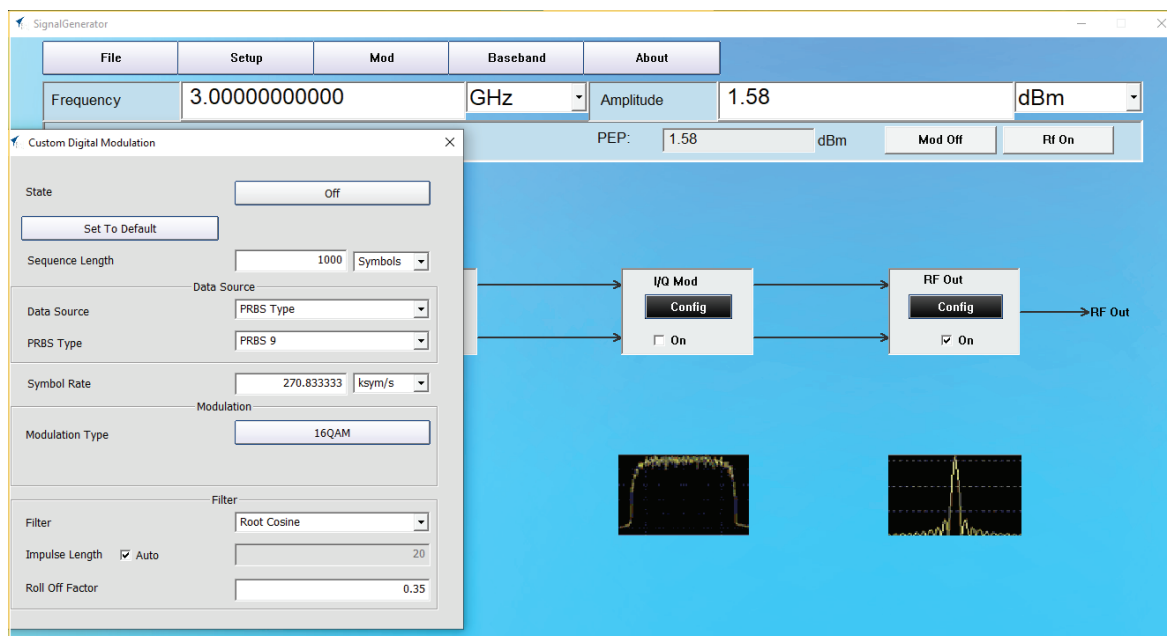 SignalGenerator
File Setup Mod Baseband About
Frequency 3.00000000000 GHz Amplitude 1.58 dBm
PEP: 1.58 dBm Mod Off Rf On
Custom Digital Modulation
State Off
Set To Default
Sequence Length 1000 Symbols
Data Source
Data Source PRBS Type
PRBS Type PRBS 9
Symbol Rate 270.833333 ksym/s
Modulation
Modulation Type 16QAM
Filter
Filter Root Cosine
Impulse Length Auto 20
Roll Off Factor 0.35
I/Q Mod
Config
On
RF Out
Config
On
RF Out